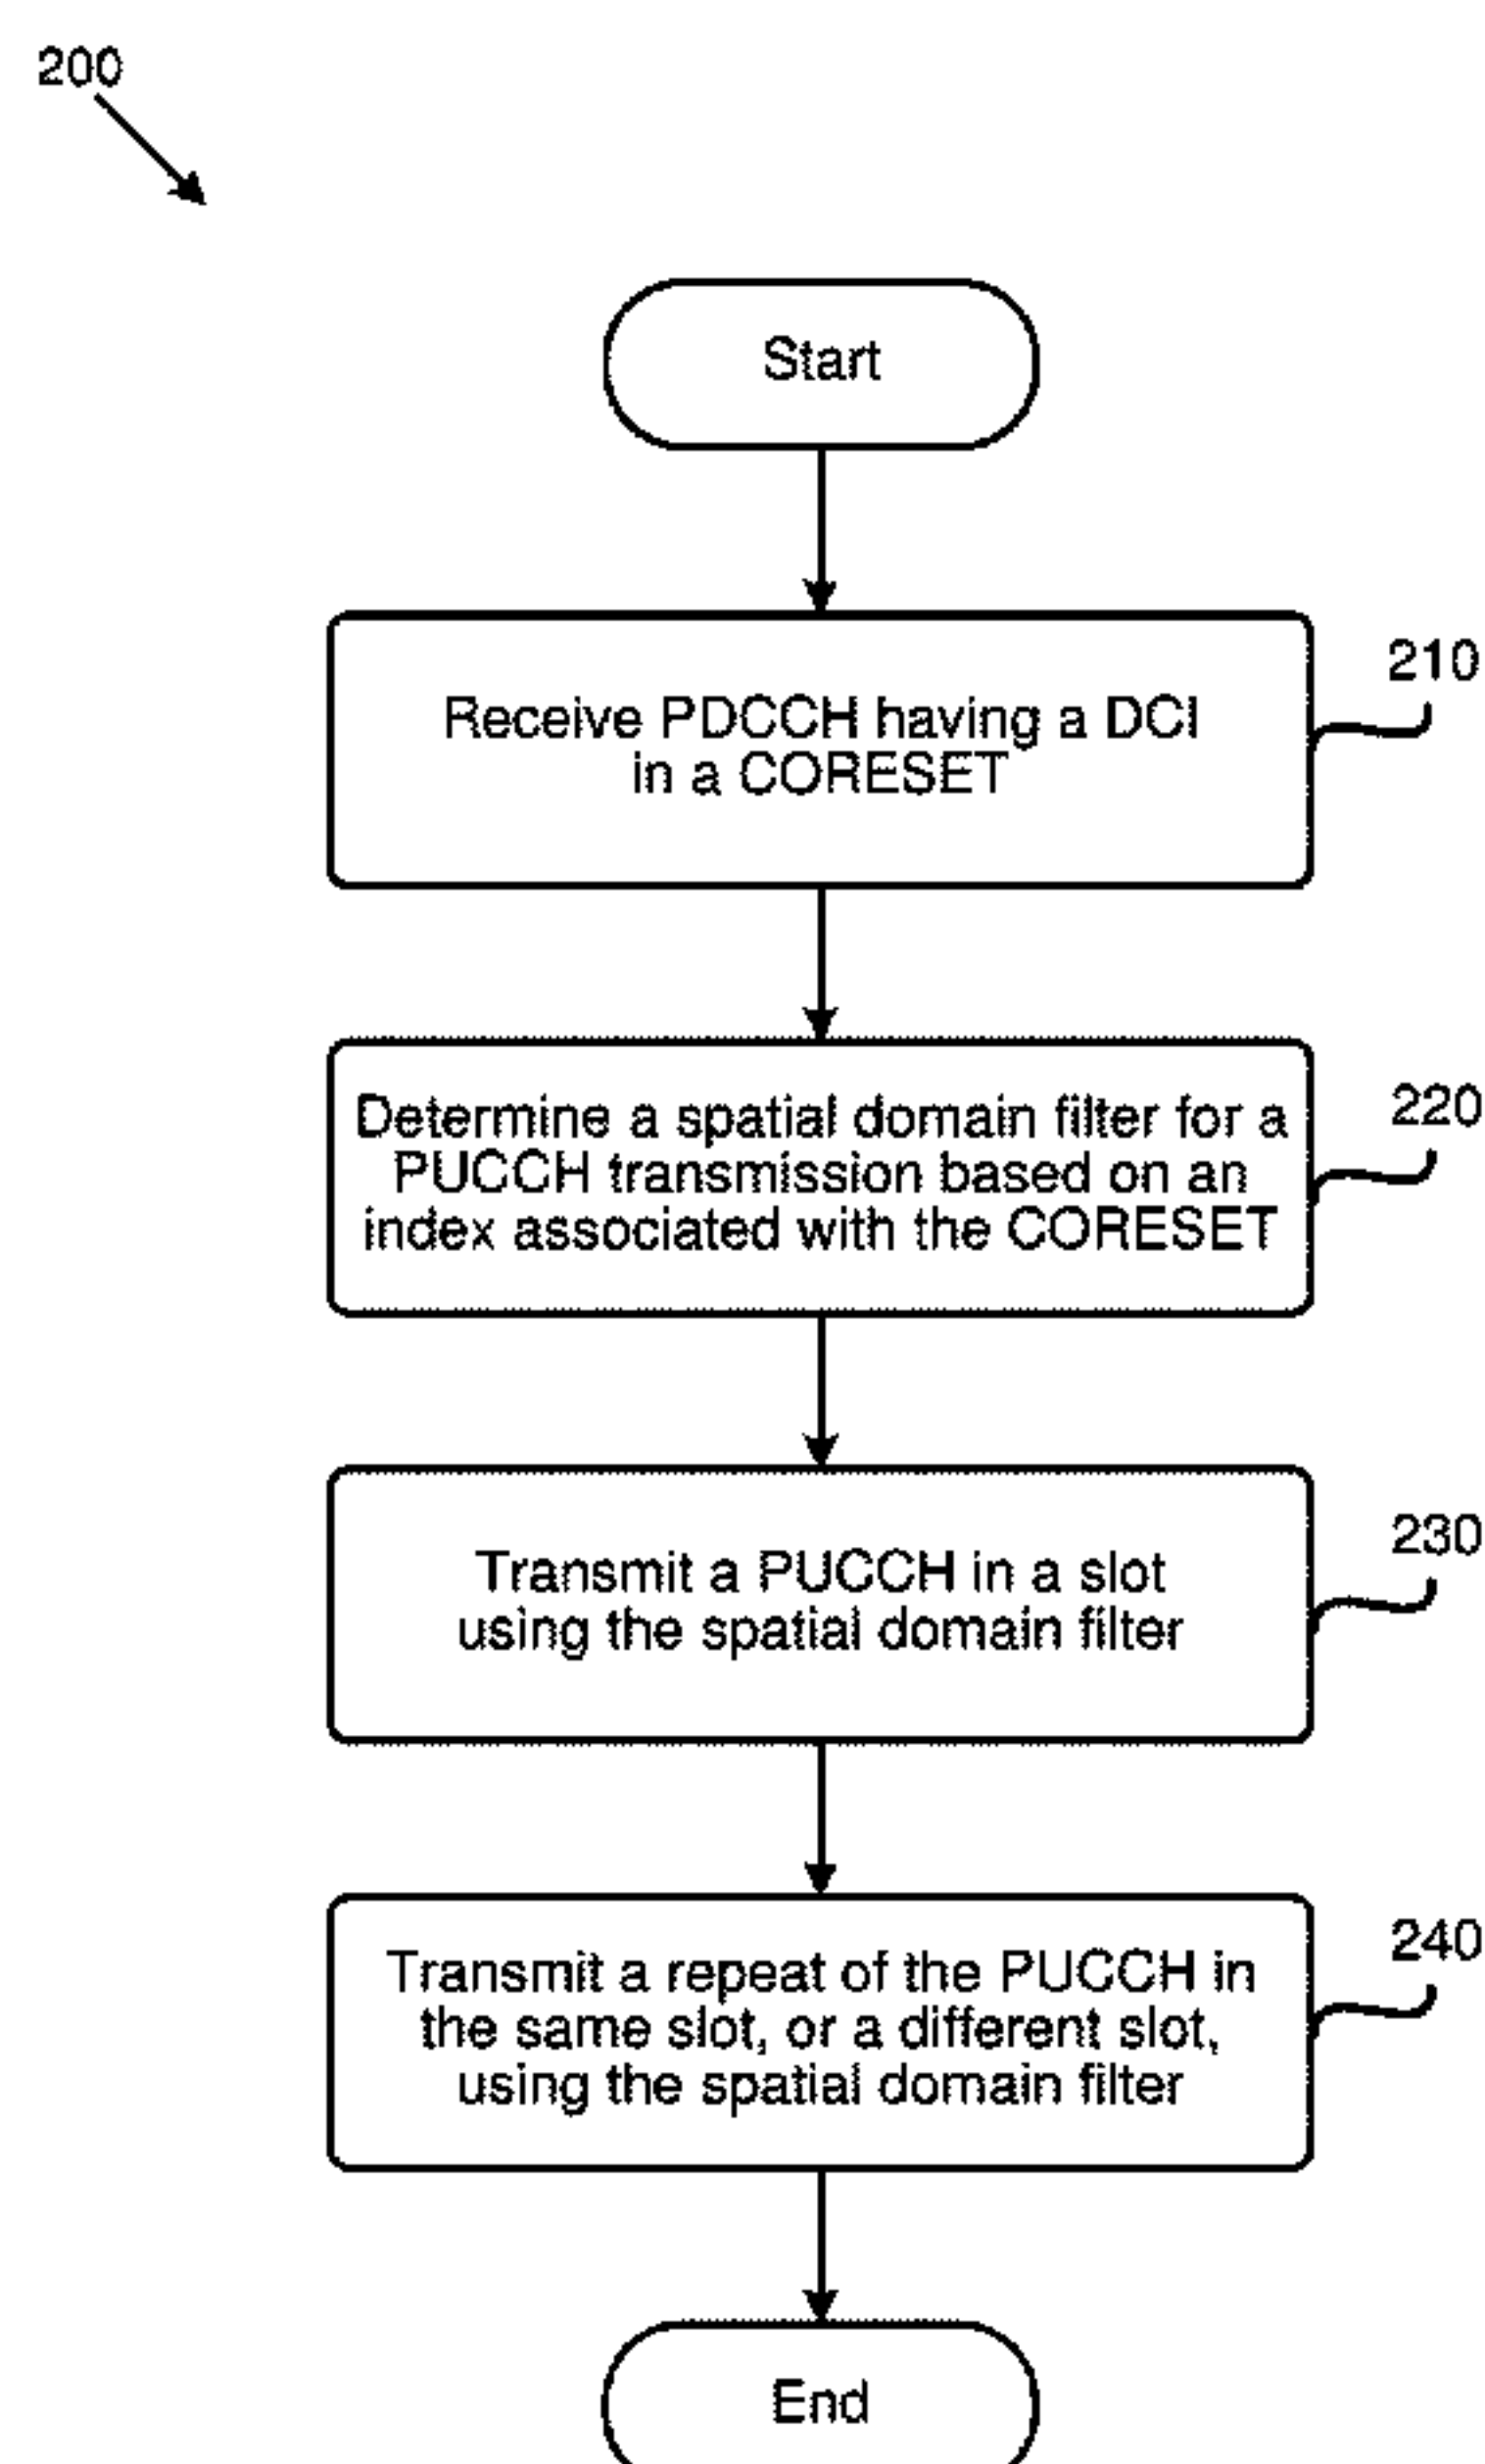 200
Start
210
Receive PDCCH having a DCI
in a CORESET
220
Determine a spatial domain filter for a
PUCCH transmission based on an
index associated with the CORESET
230
Transmit a PUCCH in a slot
using the spatial domain filter
240
Transmit a repeat of the PUCCH in
the same slot, or a different slot,
using the spatial domain filter
End